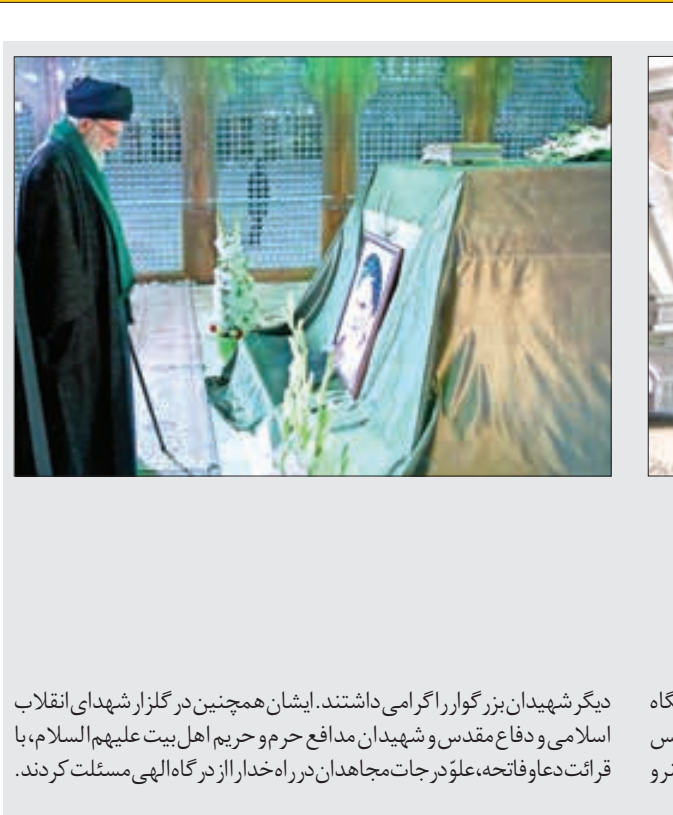 دیگر شهیدان بزرگوار را گرامی داشتند. ایشان همچنین در گلزار شهدای انقلاب
اسلامی و دفاع مقدس و شهیدان مدافع حرم و حریم اهل‌بیت علیهم‌السلام، با
قرائت دعا و فاتحه، علوّ درجات مجاهدان در راه خدا را از درگاه الهی مسئلت کردند.